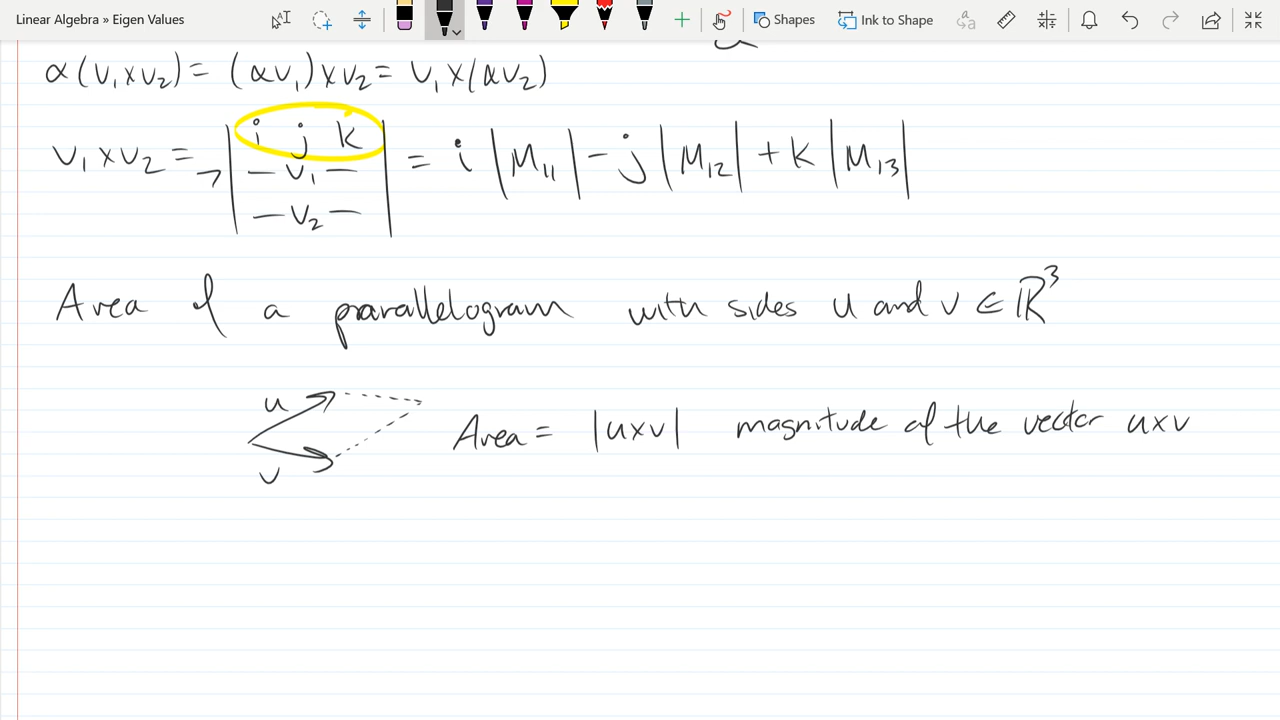 Linear Algebra » Eigen Values
Shapes
Ink to Shape
α(v₁×v₂) = (αv₁)×v₂ = v₁×(αv₂)
v₁×v₂ = | i j k | = i |M₁₁| - j |M₁₂| + k |M₁₃|
— v₁ —
— v₂ —
Area of a parallelogram with sides u and v ∈ ℝ³
u
Area = |u×v| magnitude of the vector u×v
v